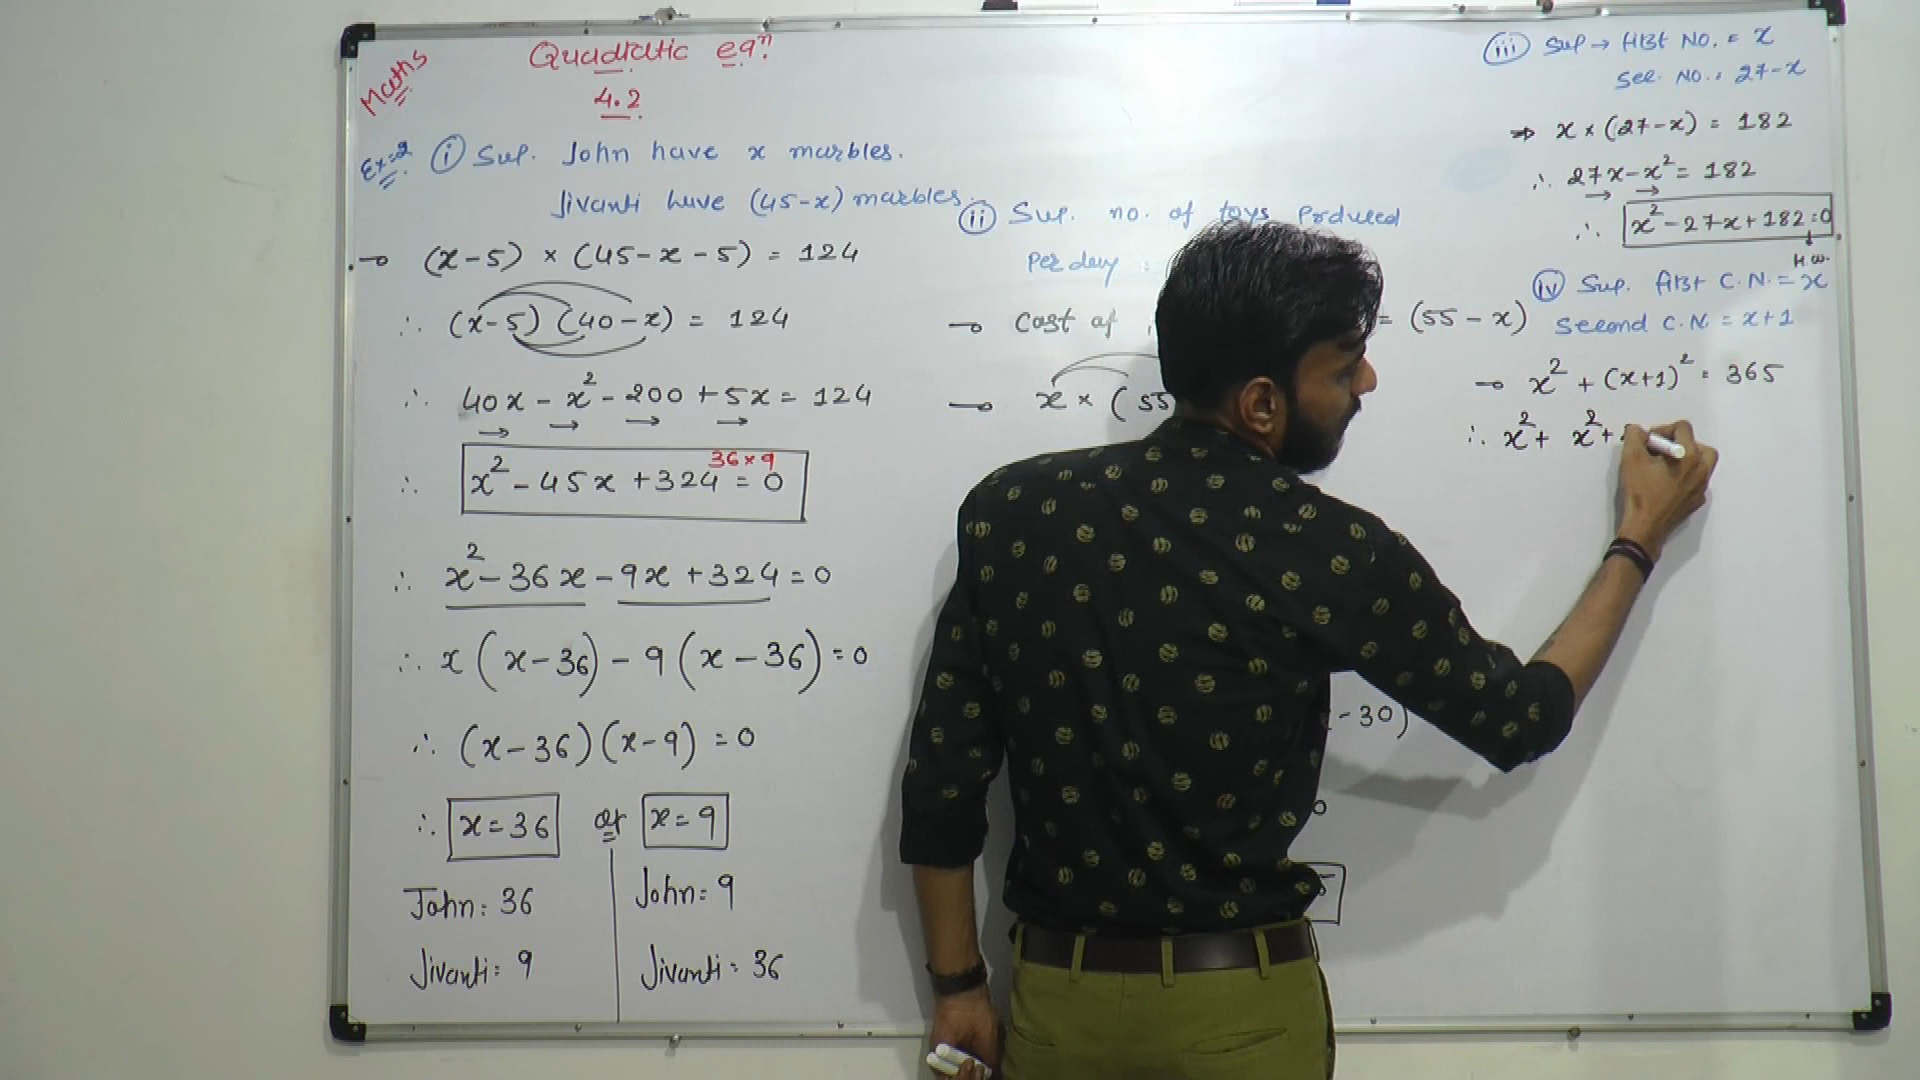 Maths
Quadratic eqⁿ.
4.2
Ex:2
(i) Sup. John have x marbles.
Jivanti have (45-x) marbles.
→ (x-5) × (45-x-5) = 124
∴ (x-5) (40-x) = 124
∴ 40x - x² - 200 + 5x = 124
36×9
∴ x² - 45x + 324 = 0
∴ x² - 36x - 9x + 324 = 0
∴ x (x-36) - 9 (x-36) = 0
∴ (x-36) (x-9) = 0
∴ x = 36 or x = 9
John: 36
Jivanti: 9
John: 9
Jivanti: 36
(ii) Sup. no. of toys Produced
Per day :
→ Cost of
= (55-x)
→ x × (55
-30)
0
5
(iii) Sup → First No. = x
Sec. No. : 27-x
⇒ x × (27-x) = 182
∴ 27x - x² = 182
∴ x² - 27x + 182 = 0
H.W.
(iv) Sup. First C.N. = x
Second C.N. = x+1
→ x² + (x+1)² = 365
∴ x² + x² +